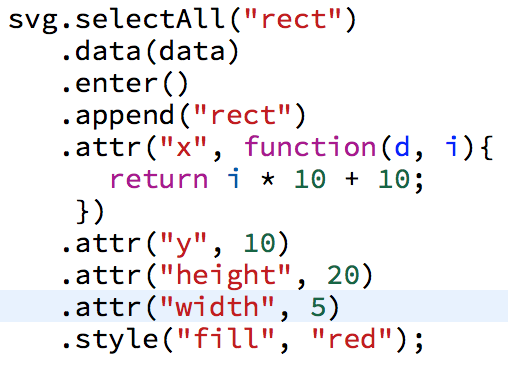 svg.selectAll("rect")
   .data(data)
   .enter()
   .append("rect")
   .attr("x", function(d, i){
      return i * 10 + 10;
    })
   .attr("y", 10)
   .attr("height", 20)
   .attr("width", 5)
   .style("fill", "red");